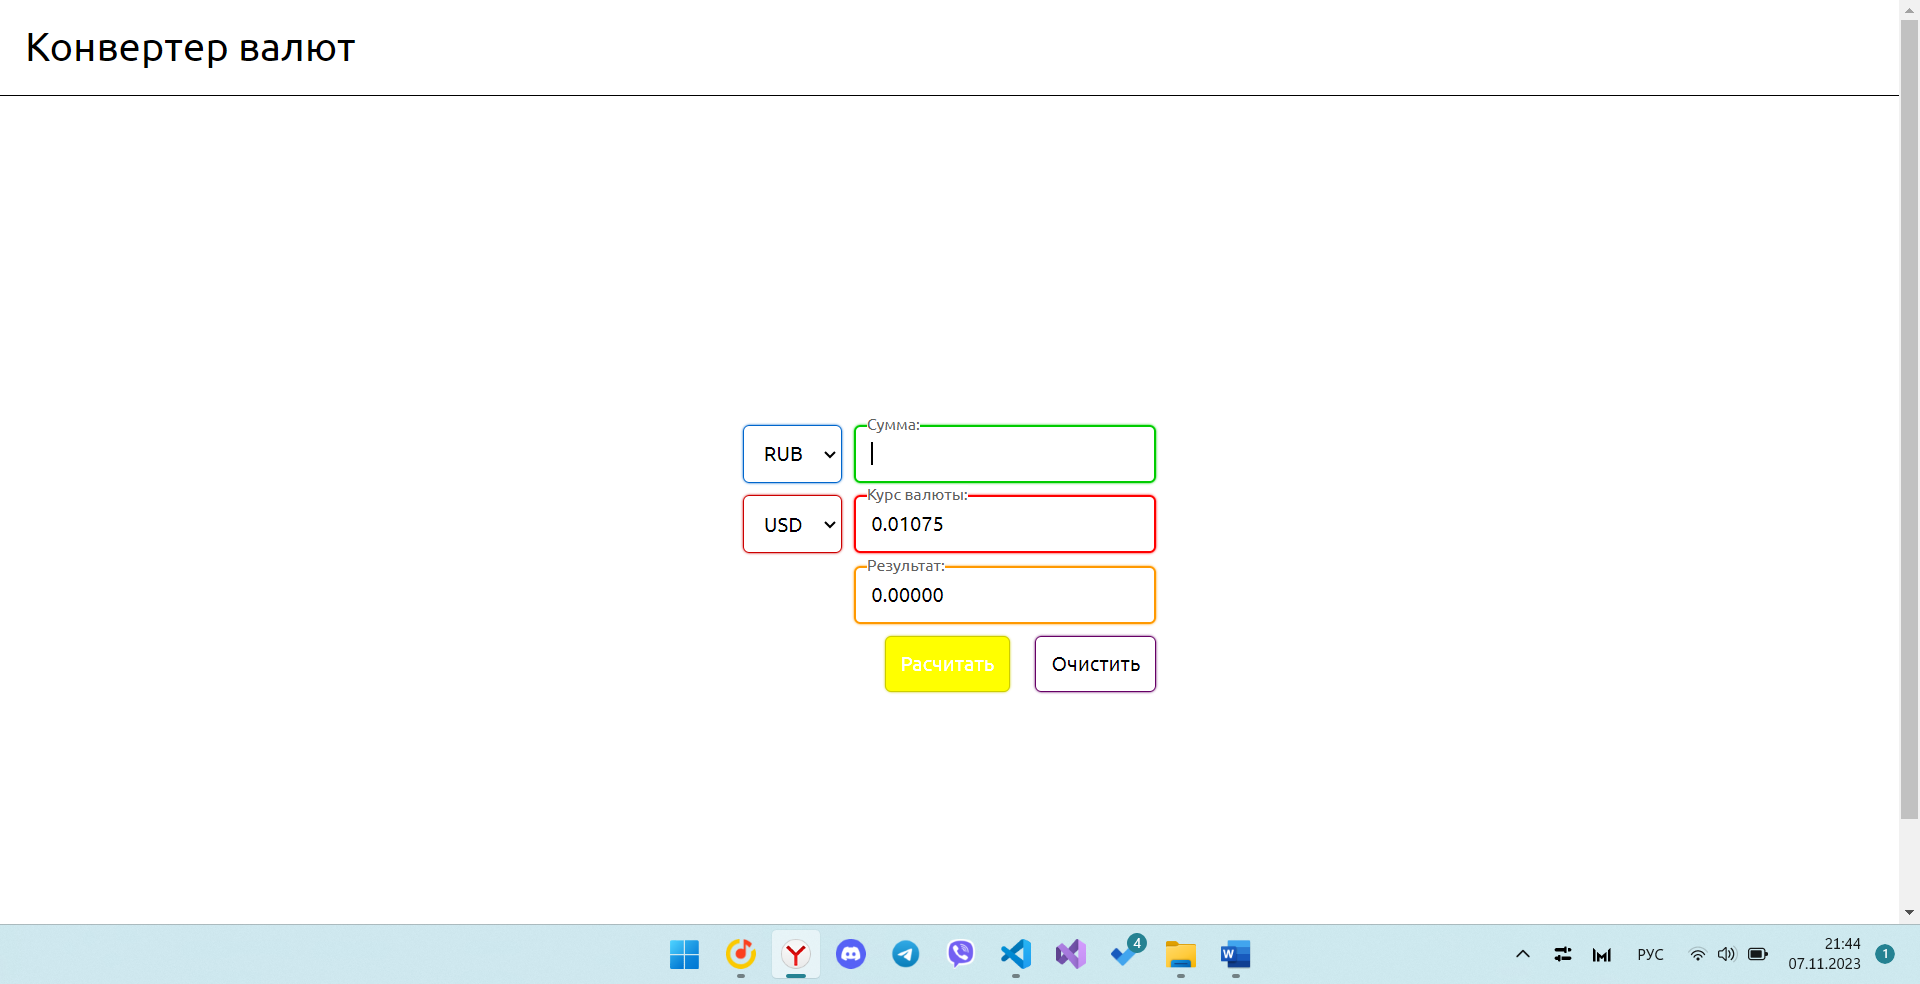 Конвертер валют
Сумма:
RUB
Курс валюты:
USD
0.01075
Результат:
0.00000
Расчитать
Очистить
4
W
РУС
21:44
07.11.2023
1